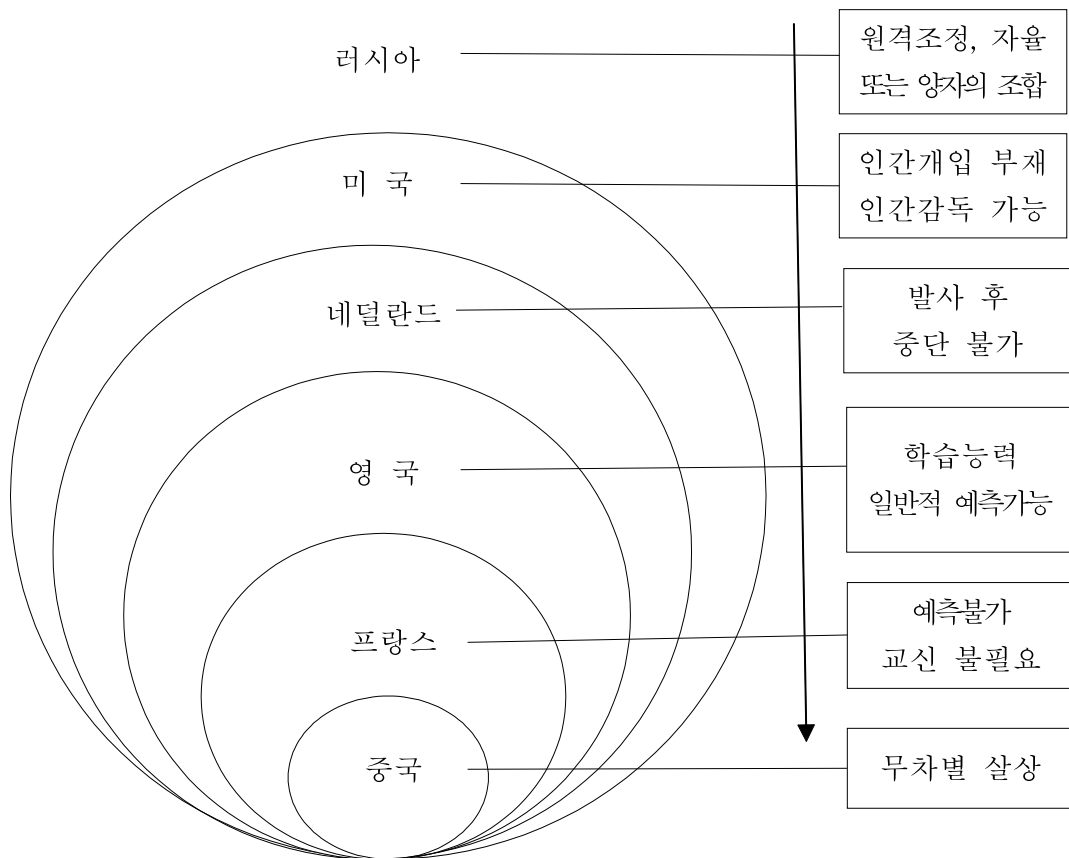 러시아
원격조정, 자율
또는 양자의 조합
미 국
인간개입 부재
인간감독 가능
네덜란드
발사 후
중단 불가
영 국
학습능력
일반적 예측가능
프랑스
예측불가
교신 불필요
중국
무차별 살상